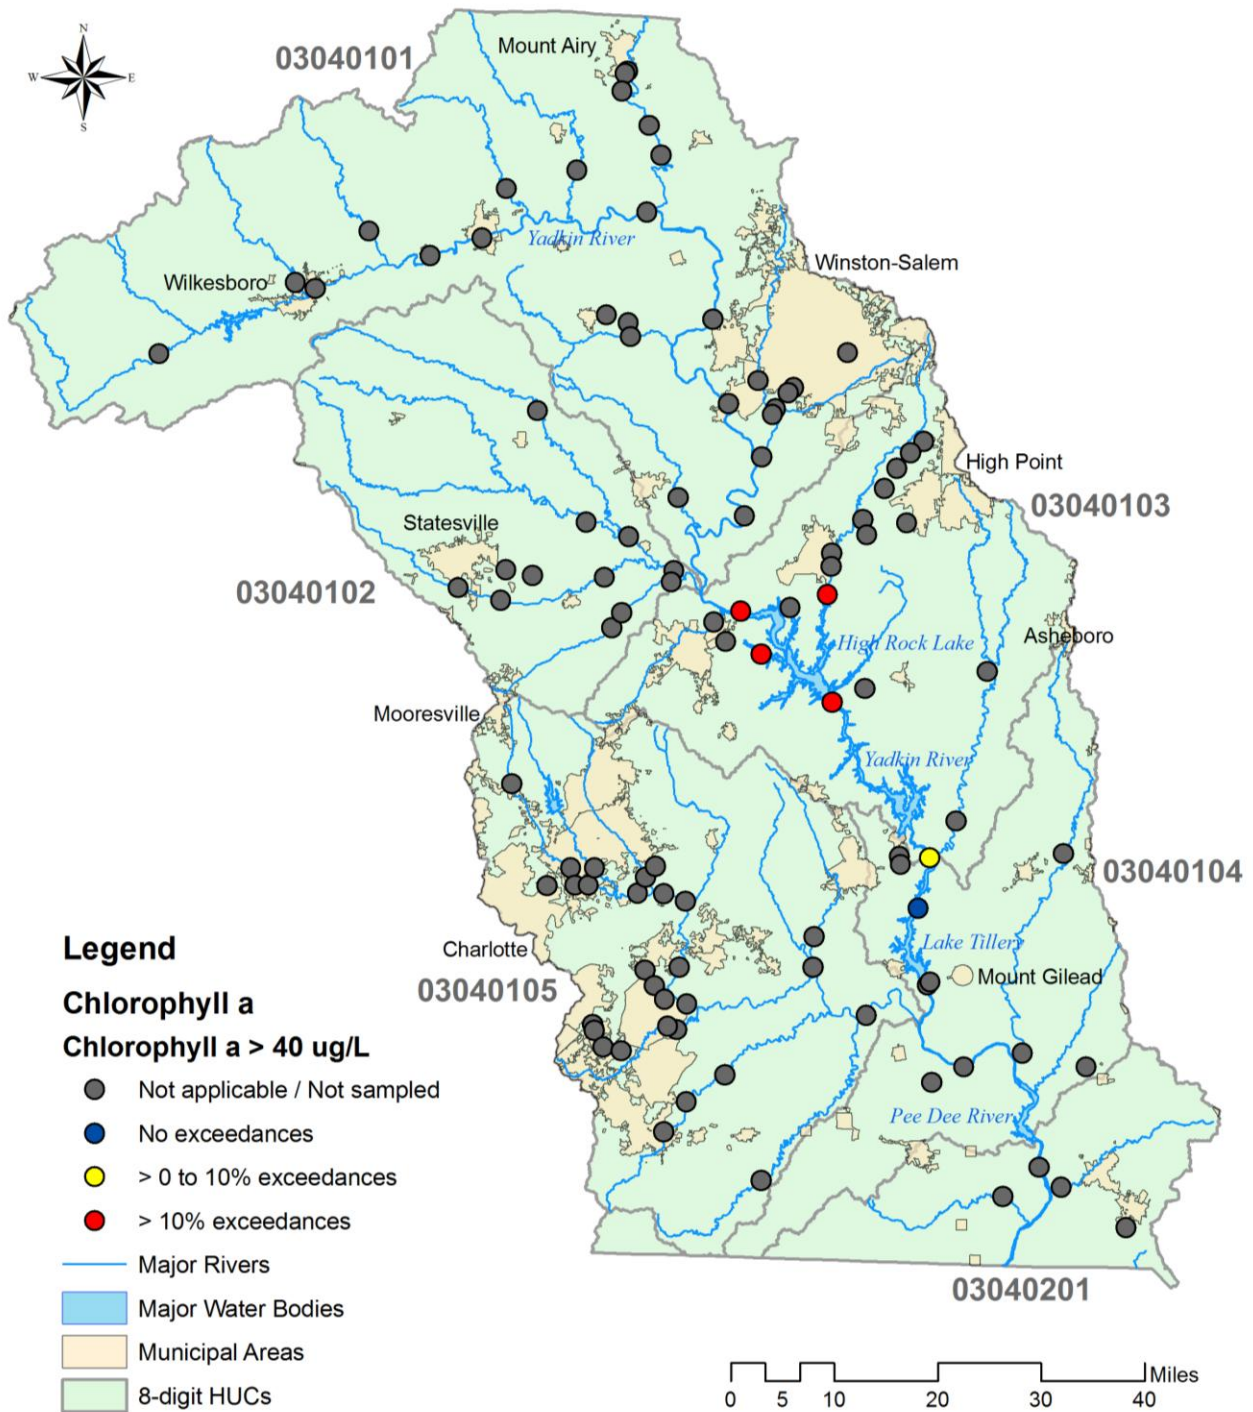 N
W
E
S
03040101
Mount Airy
Yadkin River
Wilkesboro
Winston-Salem
High Point
03040103
Statesville
03040102
High Rock Lake
Asheboro
Mooresville
Yadkin River
03040104
Charlotte
Lake Tillery
03040105
Mount Gilead
Pee Dee River
03040201
Legend
Chlorophyll a
Chlorophyll a > 40 ug/L
Not applicable / Not sampled
No exceedances
> 0 to 10% exceedances
> 10% exceedances
Major Rivers
Major Water Bodies
Municipal Areas
8-digit HUCs
Miles
0 5 10 20 30 40